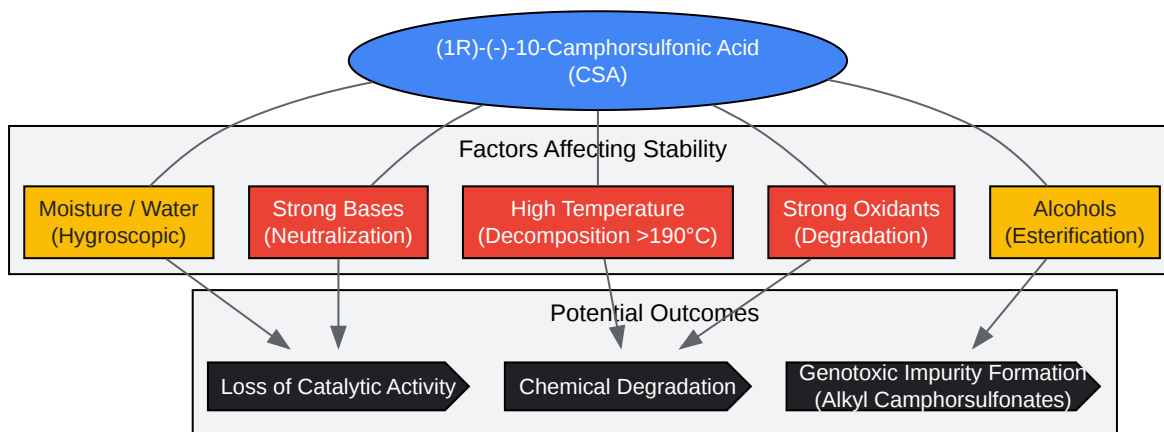 (1R)-(-)-10-Camphorsulfonic Acid
(CSA)
Factors Affecting Stability
Moisture / Water
(Hygroscopic)
Strong Bases
(Neutralization)
High Temperature
(Decomposition >190°C)
Strong Oxidants
(Degradation)
Alcohols
(Esterification)
Potential Outcomes
Loss of Catalytic Activity
Chemical Degradation
Genotoxic Impurity Formation
(Alkyl Camphorsulfonates)